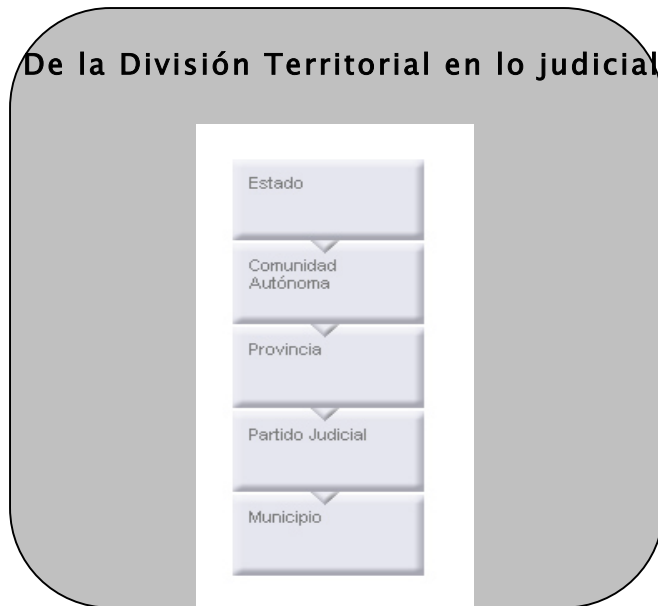 De la División Territorial en lo judicial
Estado
Comunidad
Autónoma
Provincia
Partido Judicial
Municipio